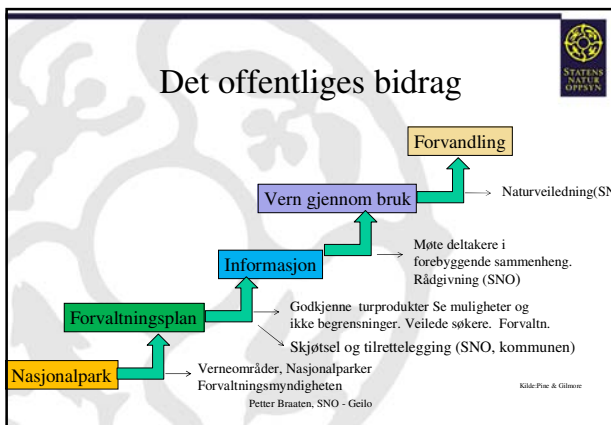 Det offentliges bidrag
STATENS
NATUR
OPPSYN
Forvandling
Naturveiledning(SN
Vern gjennom bruk
Møte deltakere i
forebyggende sammenheng.
Rådgivning (SNO)
Informasjon
Godkjenne turprodukter Se muligheter og
ikke begrensninger. Veilede søkere. Forvaltn.
Forvaltningsplan
Skjøtsel og tilrettelegging (SNO, kommunen)
Nasjonalpark
Verneområder, Nasjonalparker
Forvaltningsmyndigheten
Kilde:Pine & Gilmore
Petter Braaten, SNO - Geilo